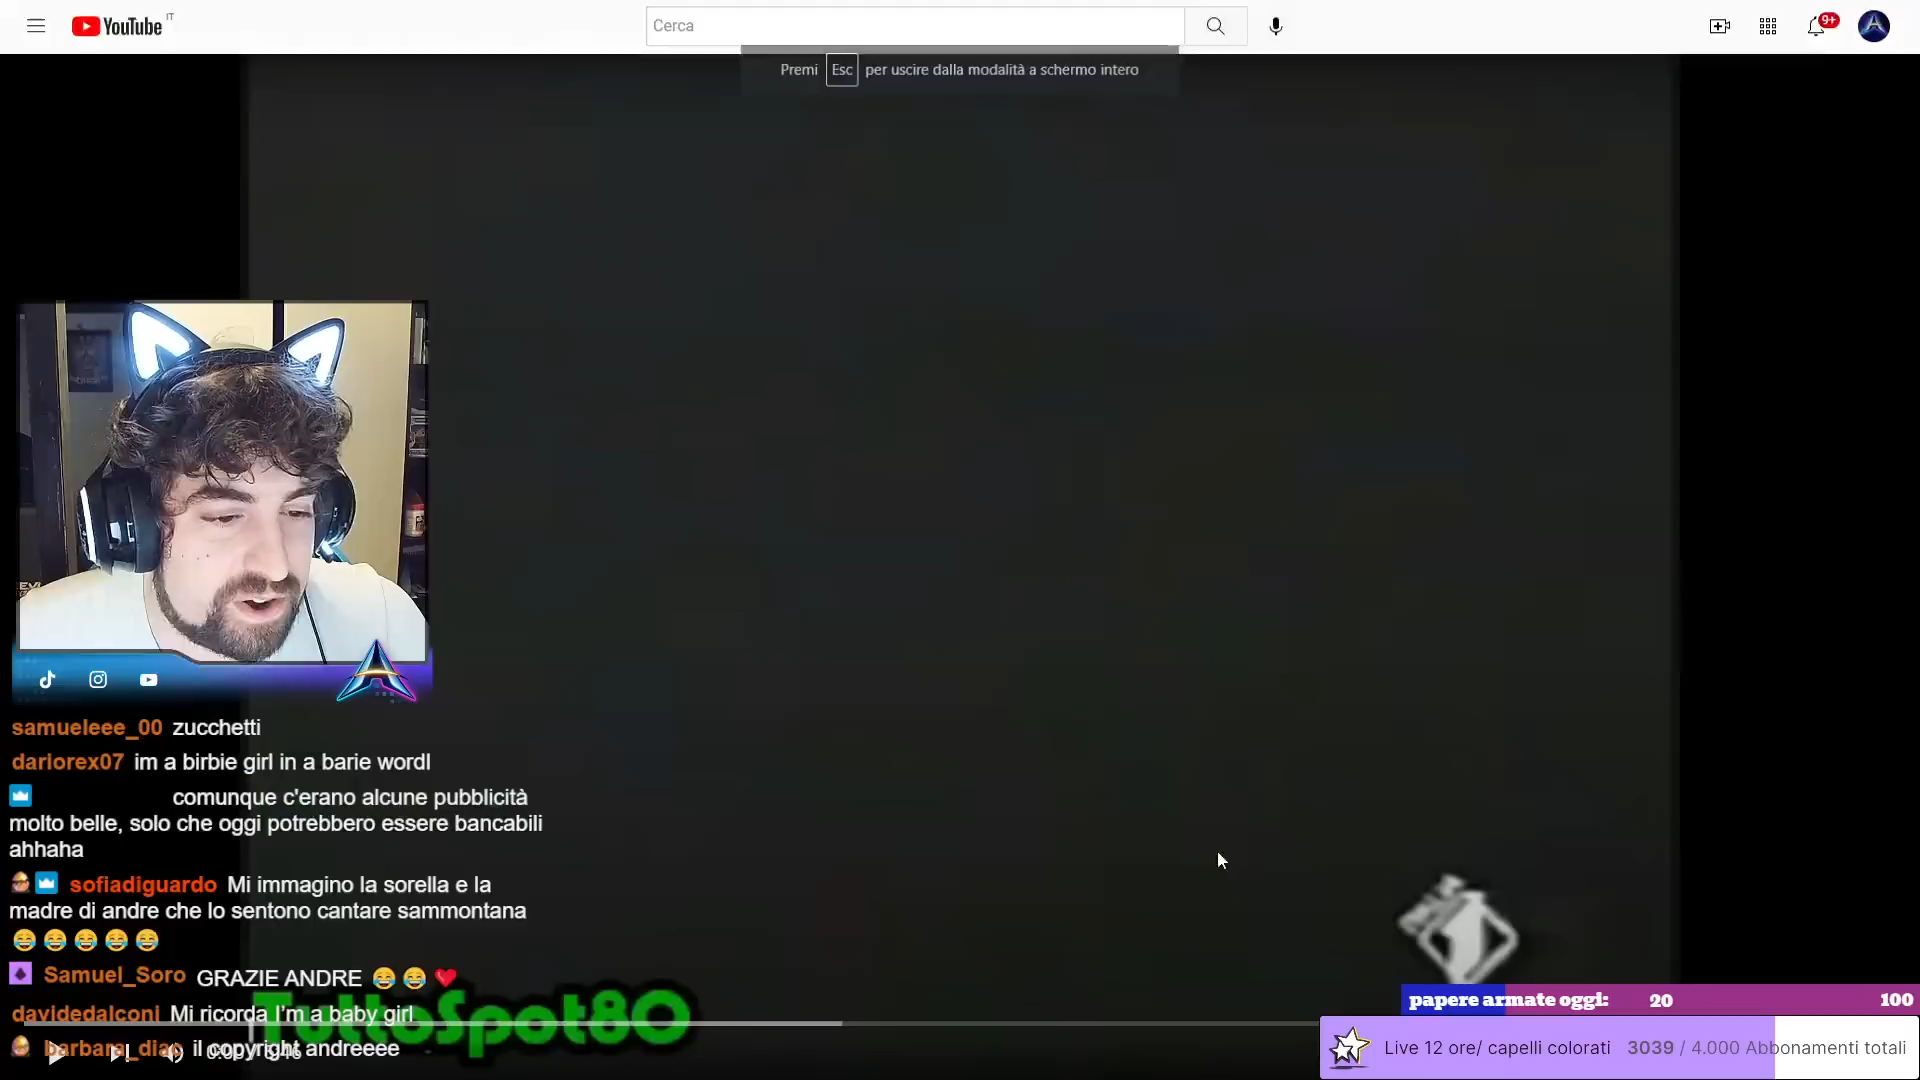 YouTube IT
Cerca
9+
Premi Esc per uscire dalla modalità a schermo intero
samueleee_00 zucchetti
dariorex07 im a birbie girl in a barie wordl
comunque c'erano alcune pubblicità
molto belle, solo che oggi potrebbero essere bancabili
ahhaha
sofiadiguardo Mi immagino la sorella e la
madre di andre che lo sentono cantare sammontana
😂😂😂😂😂
Samuel_Soro GRAZIE ANDRE 😂😂❤️
davidedalconi Mi ricorda I'm a baby girl
TuttoSpot80
il copyright andreeee
papere armate oggi: 20 100
Live 12 ore/ capelli colorati 3039 / 4.000 Abbonamenti totali